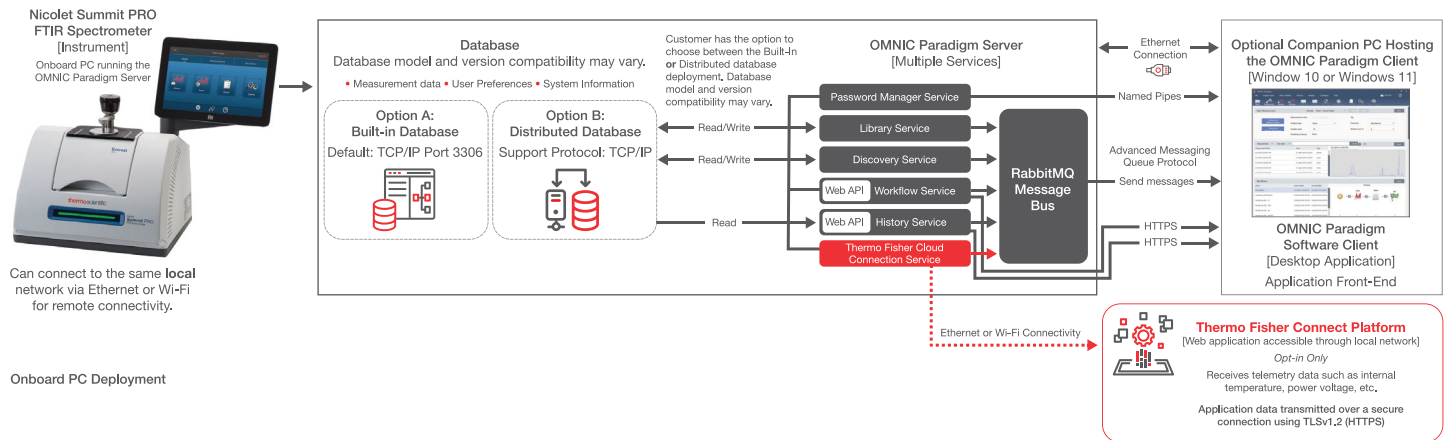 Nicolet Summit PRO
FTIR Spectrometer
[Instrument]
Onboard PC running the
OMNIC Paradigm Server
thermo scientific
Summit PRO
Can connect to the same local
network via Ethernet or Wi-Fi
for remote connectivity.
Onboard PC Deployment
Database
Database model and version compatibility may vary.
• Measurement data • User Preferences • System Information
Option A:
Built-in Database
Default: TCP/IP Port 3306
Option B:
Distributed Database
Support Protocol: TCP/IP
Customer has the option to
choose between the Built-In
or Distributed database
deployment. Database
model and version
compatibility may vary.
Read/Write
Read/Write
Read
OMNIC Paradigm Server
[Multiple Services]
Password Manager Service
Library Service
Discovery Service
Web API Workflow Service
Web API History Service
Thermo Fisher Cloud
Connection Service
RabbitMQ
Message
Bus
Ethernet
Connection
Named Pipes
Advanced Messaging
Queue Protocol
Send messages
HTTPS
HTTPS
Optional Companion PC Hosting
the OMNIC Paradigm Client
[Window 10 or Windows 11]
OMNIC Paradigm
Software Client
[Desktop Application]
Application Front-End
Ethernet or Wi-Fi Connectivity
Thermo Fisher Connect Platform
[Web application accessible through local network]
Opt-in Only
Receives telemetry data such as internal
temperature, power voltage, etc.
Application data transmitted over a secure
connection using TLSv1.2 (HTTPS)